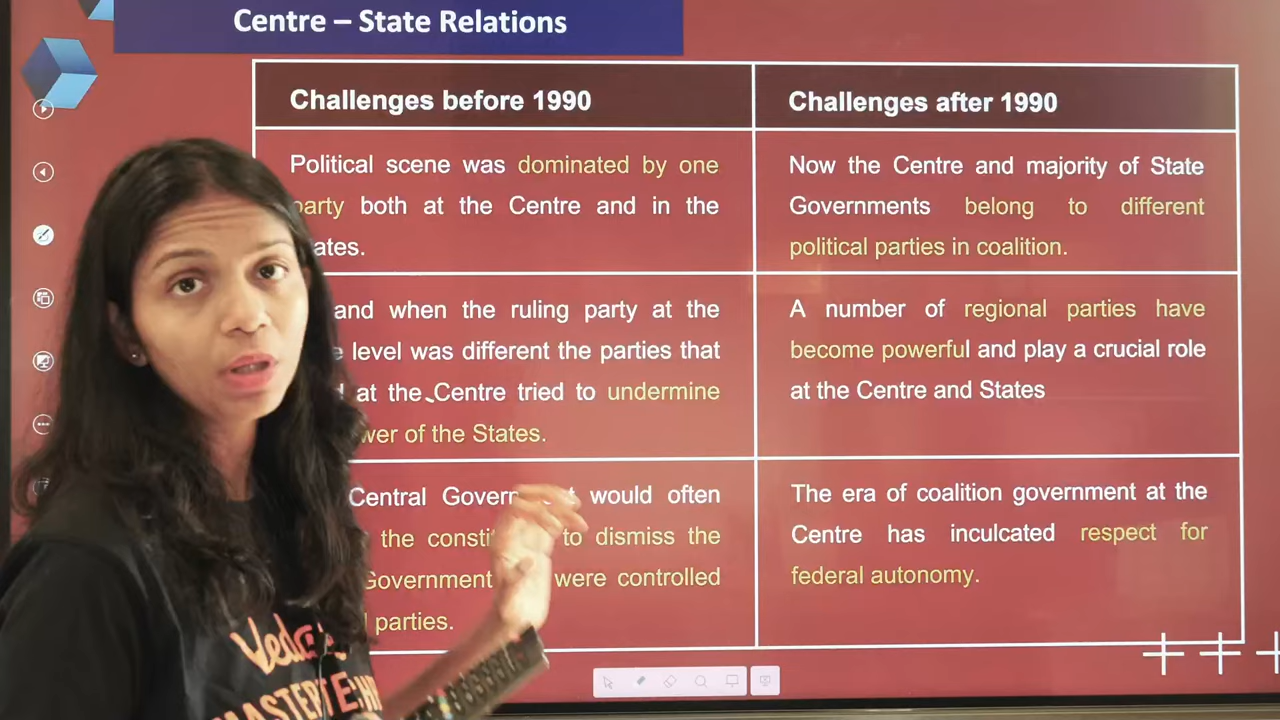 Centre – State Relations
Challenges before 1990
Challenges after 1990
Political scene was dominated by one
party both at the Centre and in the
ates.
Now the Centre and majority of State
Governments belong to different
political parties in coalition.
and when the ruling party at the
level was different the parties that
at the Centre tried to undermine
wer of the States.
A number of regional parties have
become powerful and play a crucial role
at the Centre and States
Central Govern t would often
the consti to dismiss the
Government were controlled
parties.
The era of coalition government at the
Centre has inculcated respect for
federal autonomy.